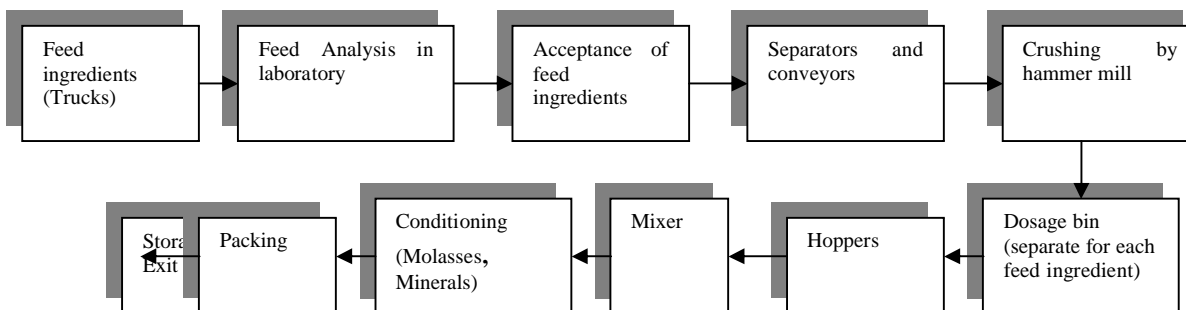 Feed
ingredients
(Trucks)
Feed Analysis in
laboratory
Acceptance of
feed
ingredients
Separators and
conveyors
Crushing by
hammer mill
Dosage bin
(separate for each
feed ingredient)
Hoppers
Mixer
Conditioning
(Molasses,
Minerals)
Packing
Exit